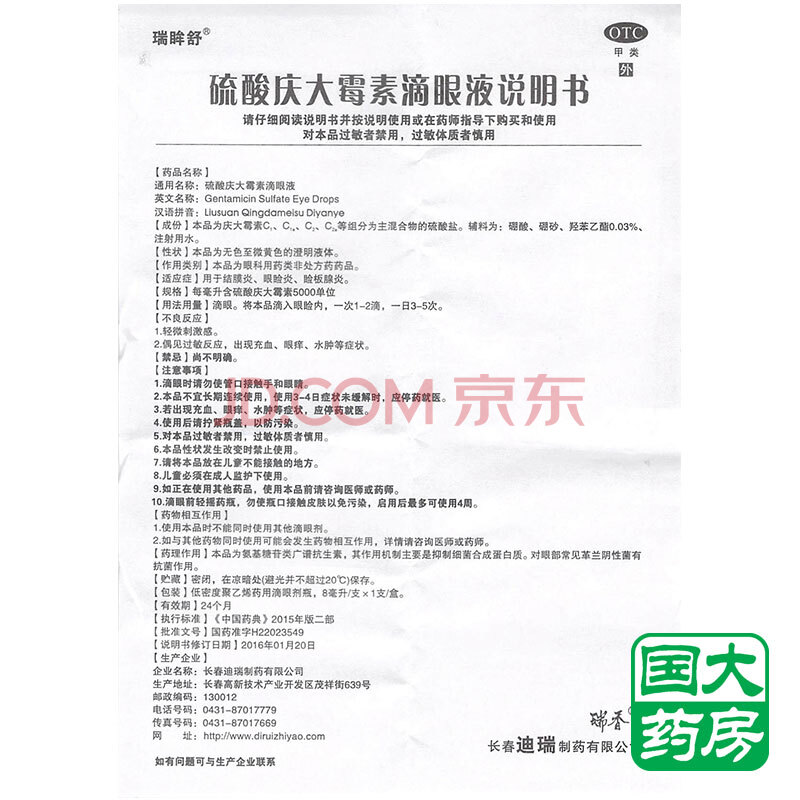 瑞眸舒®
OTC
甲类
外
硫酸庆大霉素滴眼液说明书
请仔细阅读说明书并按说明使用或在药师指导下购买和使用
对本品过敏者禁用，过敏体质者慎用
【药品名称】
通用名称：硫酸庆大霉素滴眼液
英文名称：Gentamicin Sulfate Eye Drops
汉语拼音：Liusuan Qingdameisu Diyanye
【成份】本品为庆大霉素C₁、C₁ₐ、C₂、C₂ₐ等组分为主混合物的硫酸盐。辅料为：硼酸、硼砂、羟苯乙酯0.03%、
注射用水。
【性状】本品为无色至微黄色的澄明液体。
【作用类别】本品为眼科用药类非处方药药品。
【适应症】用于结膜炎、眼睑炎、睑板腺炎。
【规格】每毫升含硫酸庆大霉素5000单位
【用法用量】滴眼。将本品滴入眼睑内，一次1-2滴，一日3-5次。
【不良反应】
1.轻微刺激感。
2.偶见过敏反应，出现充血、眼痒、水肿等症状。
【禁忌】尚不明确。
【注意事项】
1.滴眼时请勿使管口接触手和眼睛。
2.本品不宜长期连续使用，使用3-4日症状未缓解时，应停药就医。
3.若出现充血、眼痒、水肿等症状，应停药就医。
4.使用后请拧紧瓶盖，以防污染。
5.对本品过敏者禁用，过敏体质者慎用。
6.本品性状发生改变时禁止使用。
7.请将本品放在儿童不能接触的地方。
8.儿童必须在成人监护下使用。
9.如正在使用其他药品，使用本品前请咨询医师或药师。
10.滴眼前轻摇药瓶，勿使瓶口接触皮肤以免污染，启用后最多可使用4周。
【药物相互作用】
1.使用本品时不能同时使用其他滴眼剂。
2.如与其他药物同时使用可能会发生药物相互作用，详情请咨询医师或药师。
【药理作用】本品为氨基糖苷类广谱抗生素，其作用机制主要是抑制细菌合成蛋白质。对眼部常见革兰阴性菌有
抗菌作用。
【贮藏】密闭，在凉暗处(避光并不超过20℃)保存。
【包装】低密度聚乙烯药用滴眼剂瓶，8毫升/支×1支/盒。
【有效期】24个月
【执行标准】《中国药典》2015年版二部
【批准文号】国药准字H22023549
【说明书修订日期】2016年01月20日
【生产企业】
企业名称：长春迪瑞制药有限公司
生产地址：长春高新技术产业开发区茂祥街639号
邮政编码：130012
电话号码：0431-87017779
传真号码：0431-87017669
网 址：http://www.diruizhiyao.com
如有问题可与生产企业联系
瑞春
长春迪瑞制药有限公
JD.COM 京东
国大
药房